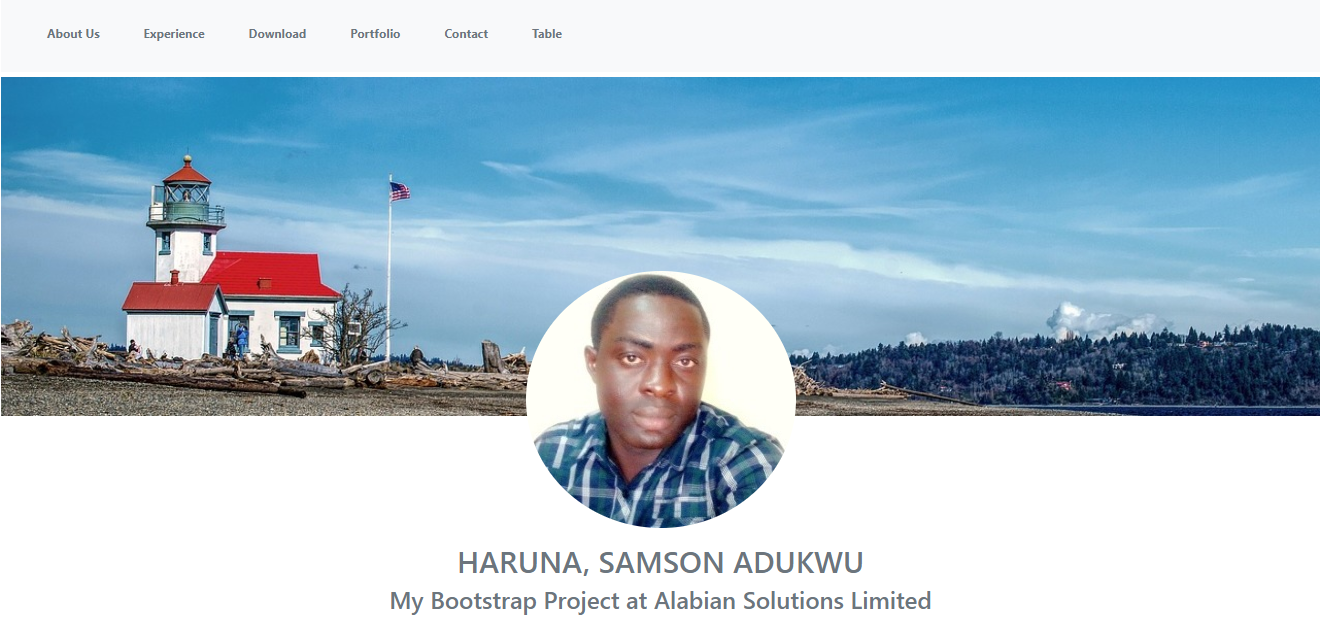 About Us Experience Download Portfolio Contact Table
HARUNA, SAMSON ADUKWU
My Bootstrap Project at Alabian Solutions Limited